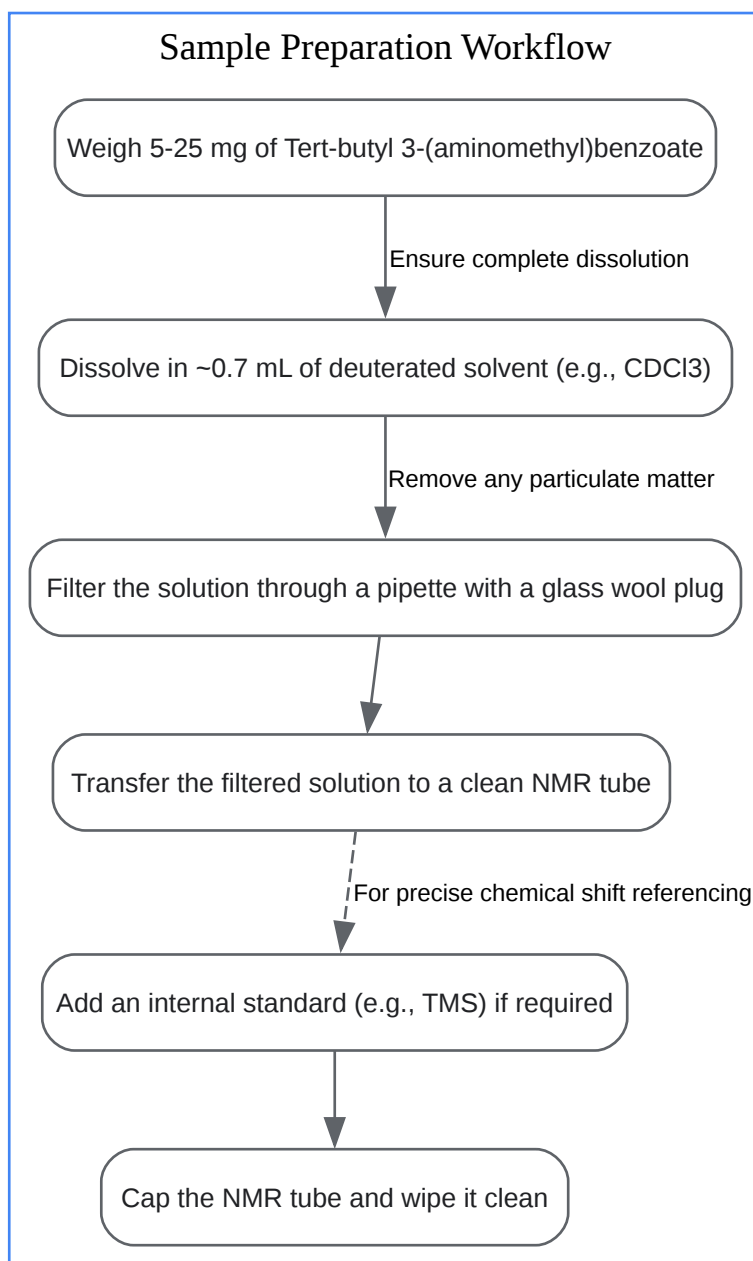 Sample Preparation Workflow
Weigh 5-25 mg of Tert-butyl 3-(aminomethyl)benzoate
Ensure complete dissolution
Dissolve in ~0.7 mL of deuterated solvent (e.g., CDCl3)
Remove any particulate matter
Filter the solution through a pipette with a glass wool plug
Transfer the filtered solution to a clean NMR tube
For precise chemical shift referencing
Add an internal standard (e.g., TMS) if required
Cap the NMR tube and wipe it clean